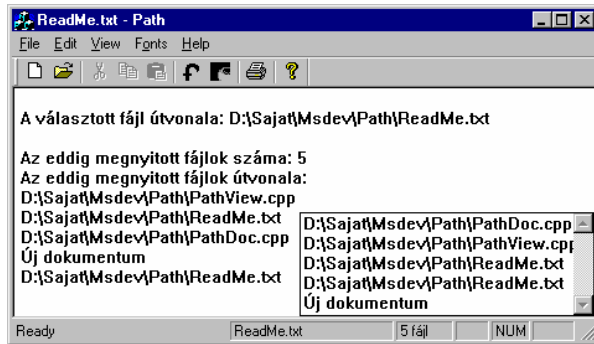 ReadMe.txt - Path
File Edit View Fonts Help
A választott fájl útvonala: D:\Sajat\Msdev\Path\ReadMe.txt
Az eddig megnyitott fájlok száma: 5
Az eddig megnyitott fájlok útvonala:
D:\Sajat\Msdev\Path\PathView.cpp
D:\Sajat\Msdev\Path\ReadMe.txt
D:\Sajat\Msdev\Path\PathDoc.cpp
Új dokumentum
D:\Sajat\Msdev\Path\ReadMe.txt
D:\Sajat\Msdev\Path\PathDoc.cpp
D:\Sajat\Msdev\Path\PathView.cpp
D:\Sajat\Msdev\Path\ReadMe.txt
D:\Sajat\Msdev\Path\ReadMe.txt
Új dokumentum
Ready ReadMe.txt 5 fájl NUM